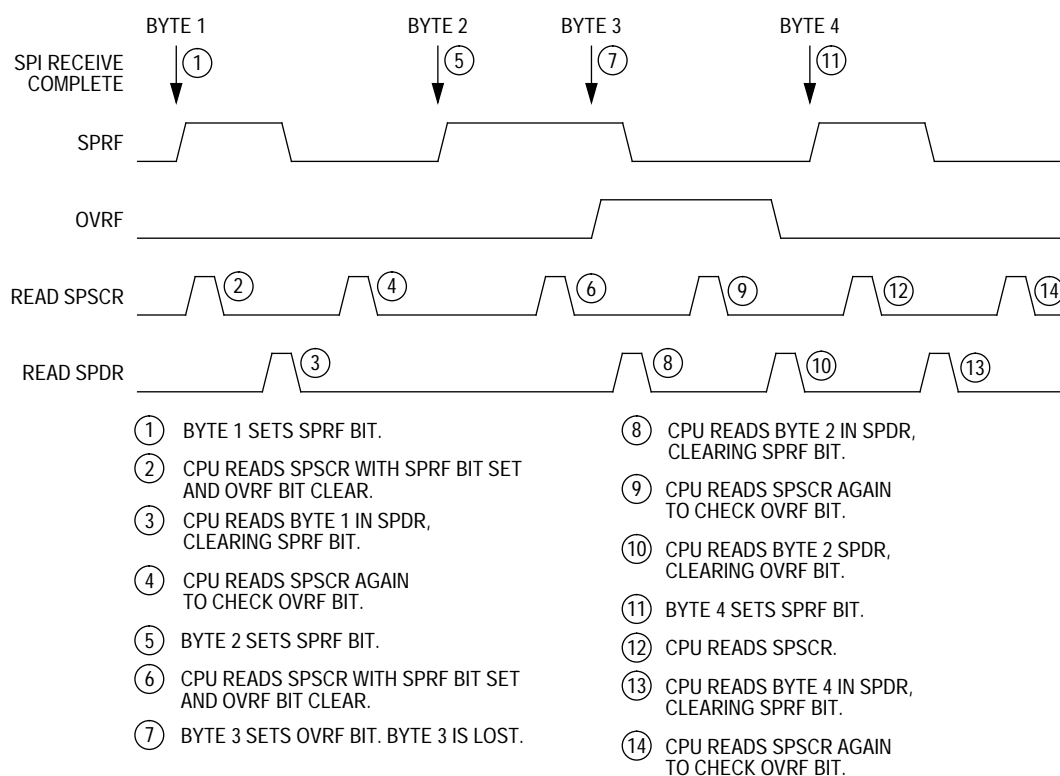 BYTE 1 BYTE 2 BYTE 3 BYTE 4
SPI RECEIVE
COMPLETE
1 5 7 11
SPRF
OVRF
READ SPSCR
2 4 6 9 12 14
READ SPDR
3 8 10 13
1 BYTE 1 SETS SPRF BIT.
2 CPU READS SPSCR WITH SPRF BIT SET
AND OVRF BIT CLEAR.
3 CPU READS BYTE 1 IN SPDR,
CLEARING SPRF BIT.
4 CPU READS SPSCR AGAIN
TO CHECK OVRF BIT.
5 BYTE 2 SETS SPRF BIT.
6 CPU READS SPSCR WITH SPRF BIT SET
AND OVRF BIT CLEAR.
7 BYTE 3 SETS OVRF BIT. BYTE 3 IS LOST.
8 CPU READS BYTE 2 IN SPDR,
CLEARING SPRF BIT.
9 CPU READS SPSCR AGAIN
TO CHECK OVRF BIT.
10 CPU READS BYTE 2 SPDR,
CLEARING OVRF BIT.
11 BYTE 4 SETS SPRF BIT.
12 CPU READS SPSCR.
13 CPU READS BYTE 4 IN SPDR,
CLEARING SPRF BIT.
14 CPU READS SPSCR AGAIN
TO CHECK OVRF BIT.